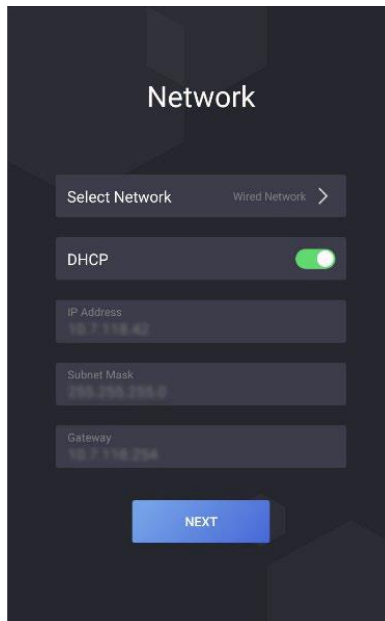 Network
Select Network Wired Network
DHCP
IP Address
10.7.118.42
Subnet Mask
255.255.255.0
Gateway
10.7.118.254
NEXT